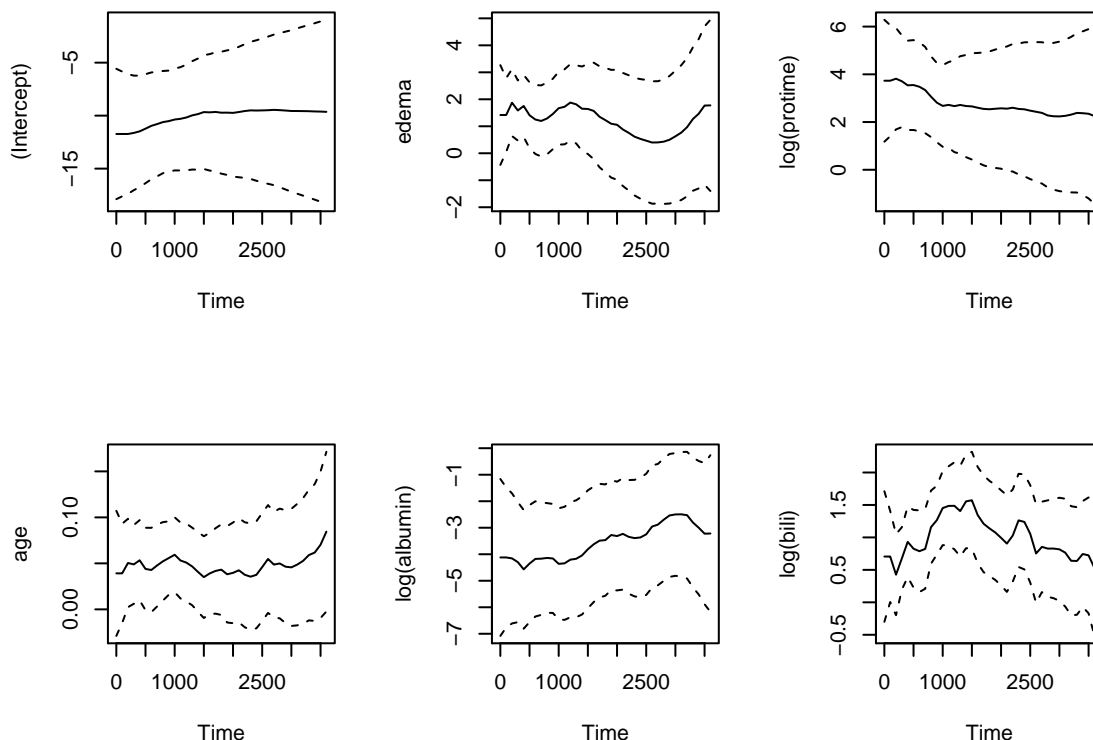 (Intercept)
-5
-15
0 1000 2500
Time
edema
4
2
0
-2
0 1000 2500
Time
log(protime)
6
4
2
0
0 1000 2500
Time
age
0.10
0.00
0 1000 2500
Time
log(albumin)
-1
-3
-5
-7
0 1000 2500
Time
log(bili)
1.5
0.5
-0.5
0 1000 2500
Time